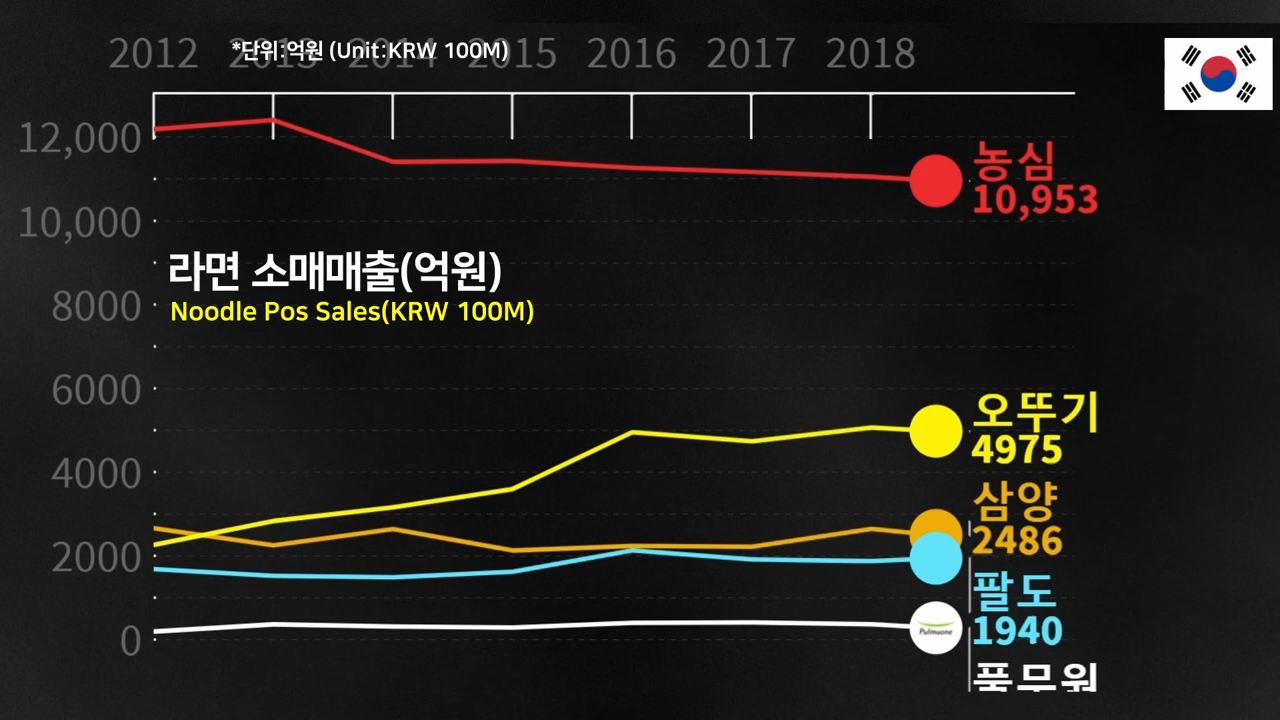 2012 2013 2014 2015 2016 2017 2018
*단위:억원 (Unit:KRW 100M)
12,000
10,000
8000
6000
4000
2000
0
라면 소매매출(억원)
Noodle Pos Sales(KRW 100M)
농심
10,953
오뚜기
4975
삼양
2486
팔도
1940
Pulmuone
풀무원